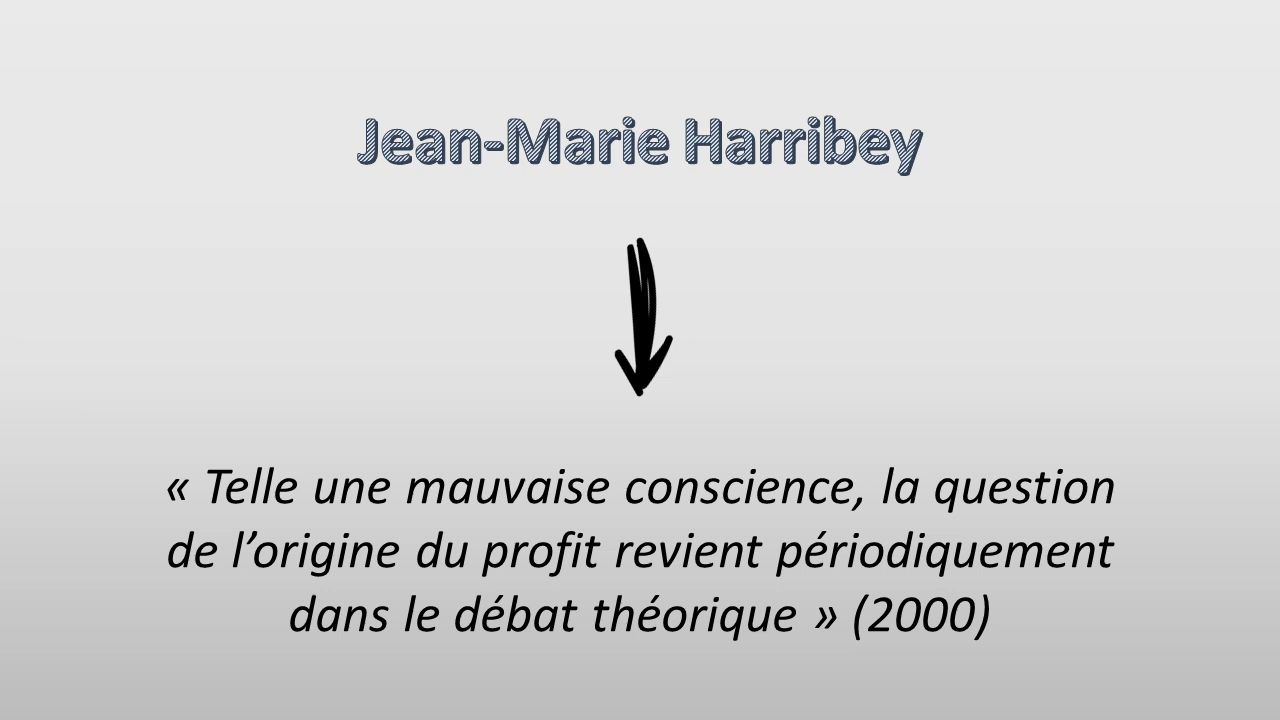 Jean-Marie Harribey
« Telle une mauvaise conscience, la question
de l’origine du profit revient périodiquement
dans le débat théorique » (2000)